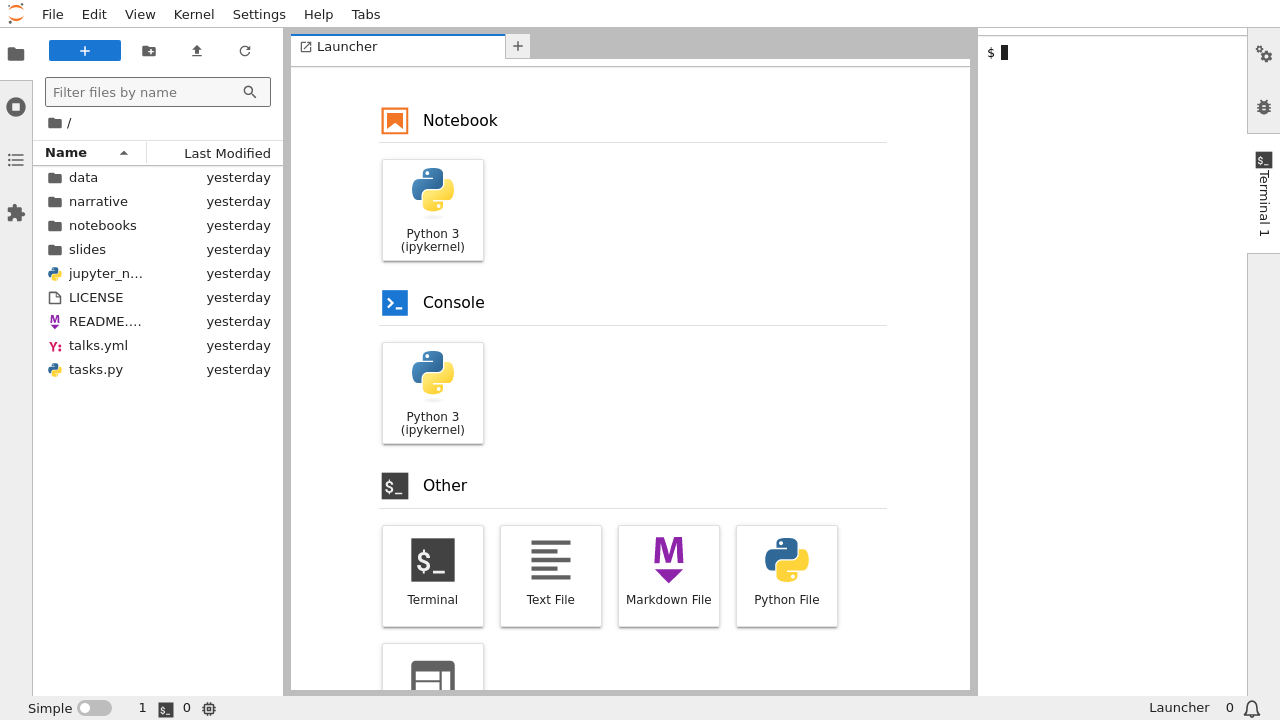 File Edit View Kernel Settings Help Tabs
Filter files by name
/
Name Last Modified
data yesterday
narrative yesterday
notebooks yesterday
slides yesterday
jupyter_n… yesterday
LICENSE yesterday
README.… yesterday
talks.yml yesterday
tasks.py yesterday
Launcher
Notebook
Python 3
(ipykernel)
Console
Python 3
(ipykernel)
$_ Other
$_
Terminal
Text File
M
Markdown File
Python File
$
Terminal 1
Simple 1 $_ 0
Launcher 0